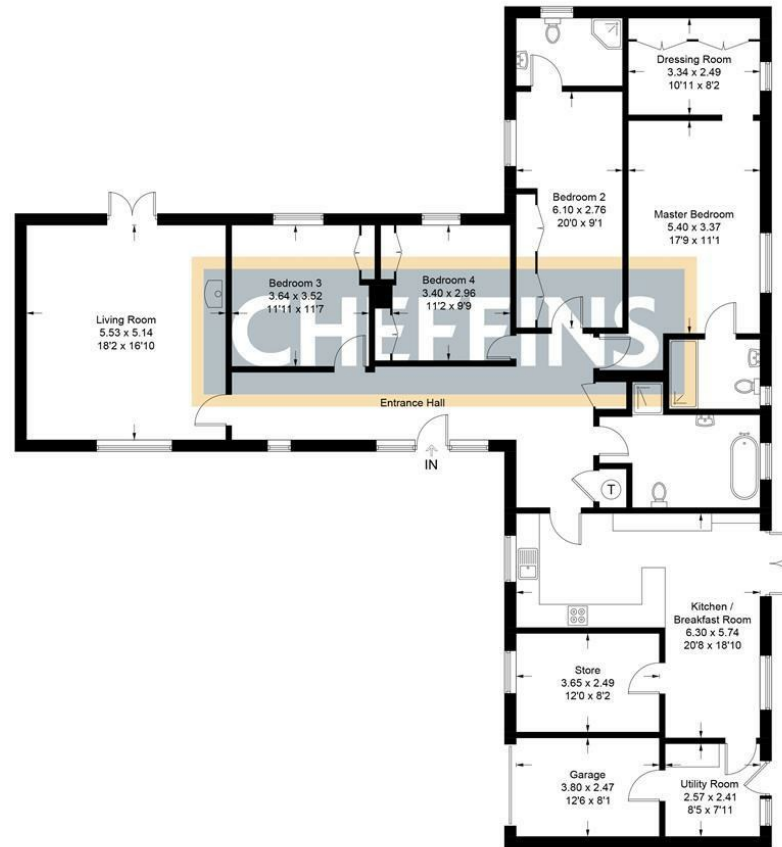 Dressing Room
3.34 x 2.49
10'11 x 8'2
Bedroom 2
6.10 x 2.76
20'0 x 9'1
Master Bedroom
5.40 x 3.37
17'9 x 11'1
Living Room
5.53 x 5.14
18'2 x 16'10
Bedroom 3
3.64 x 3.52
11'11 x 11'7
Bedroom 4
3.40 x 2.96
11'2 x 9'9
CHEFFINS
Entrance Hall
IN
T
Kitchen /
Breakfast Room
6.30 x 5.74
20'8 x 18'10
Store
3.65 x 2.49
12'0 x 8'2
Garage
3.80 x 2.47
12'6 x 8'1
Utility Room
2.57 x 2.41
8'5 x 7'11